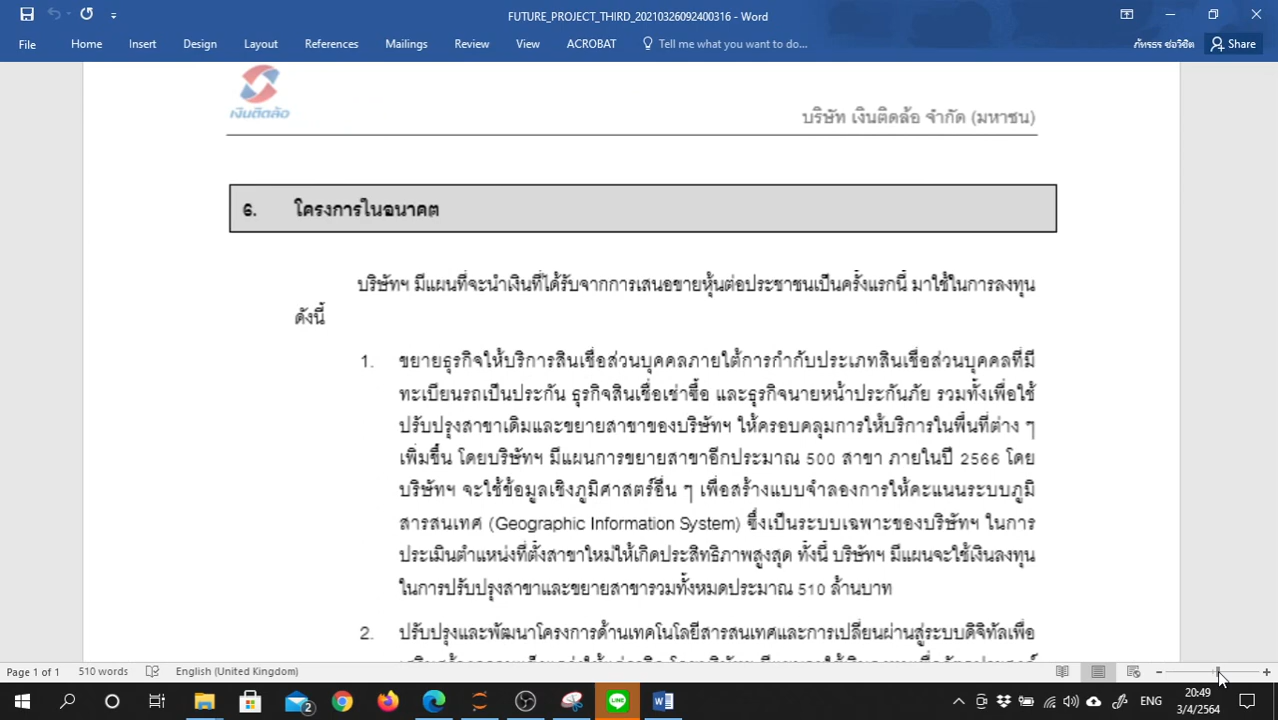 FUTURE_PROJECT_THIRD_20210326092400316 - Word
File Home Insert Design Layout References Mailings Review View ACROBAT Tell me what you want to do... ภัทรธร ช่อวิชิต Share
เงินติดล้อ
บริษัท เงินติดล้อ จำกัด (มหาชน)
6. โครงการในอนาคต
บริษัทฯ มีแผนที่จะนำเงินที่ได้รับจากการเสนอขายหุ้นต่อประชาชนเป็นครั้งแรกนี้ มาใช้ในการลงทุน
ดังนี้
1. ขยายธุรกิจให้บริการสินเชื่อส่วนบุคคลภายใต้การกำกับประเภทสินเชื่อส่วนบุคคลที่มี
ทะเบียนรถเป็นประกัน ธุรกิจสินเชื่อเช่าซื้อ และธุรกิจนายหน้าประกันภัย รวมทั้งเพื่อใช้
ปรับปรุงสาขาเดิมและขยายสาขาของบริษัทฯ ให้ครอบคลุมการให้บริการในพื้นที่ต่าง ๆ
เพิ่มขึ้น โดยบริษัทฯ มีแผนการขยายสาขาอีกประมาณ 500 สาขา ภายในปี 2566 โดย
บริษัทฯ จะใช้ข้อมูลเชิงภูมิศาสตร์อื่น ๆ เพื่อสร้างแบบจำลองการให้คะแนนระบบภูมิ
สารสนเทศ (Geographic Information System) ซึ่งเป็นระบบเฉพาะของบริษัทฯ ในการ
ประเมินตำแหน่งที่ตั้งสาขาใหม่ให้เกิดประสิทธิภาพสูงสุด ทั้งนี้ บริษัทฯ มีแผนจะใช้เงินลงทุน
ในการปรับปรุงสาขาและขยายสาขารวมทั้งหมดประมาณ 510 ล้านบาท
2. ปรับปรุงและพัฒนาโครงการด้านเทคโนโลยีสารสนเทศและการเปลี่ยนผ่านสู่ระบบดิจิทัลเพื่อ
Page 1 of 1 510 words English (United Kingdom)
2 ENG 20:49
3/4/2564